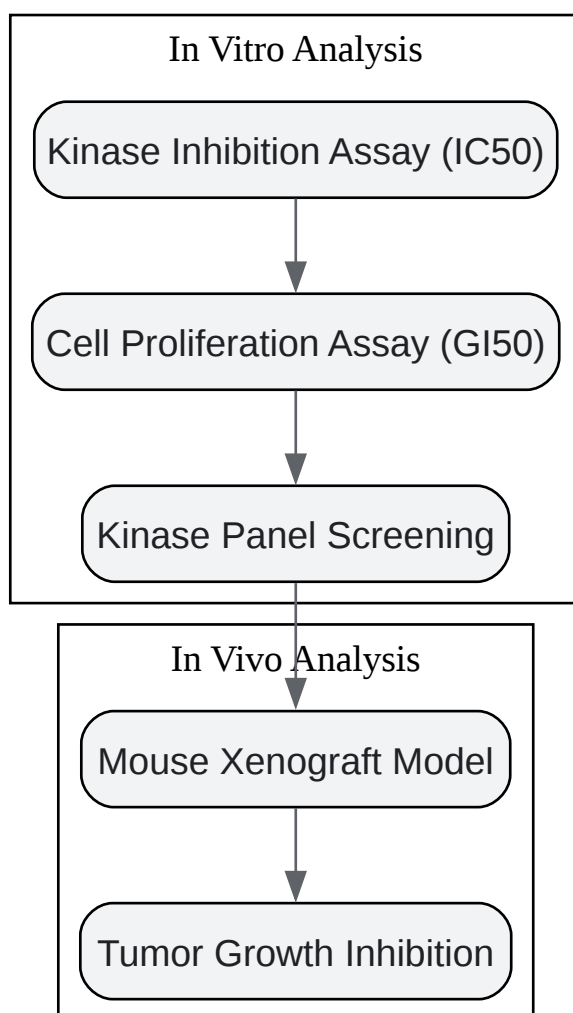 In Vitro Analysis
Kinase Inhibition Assay (IC50)
Cell Proliferation Assay (GI50)
Kinase Panel Screening
In Vivo Analysis
Mouse Xenograft Model
Tumor Growth Inhibition